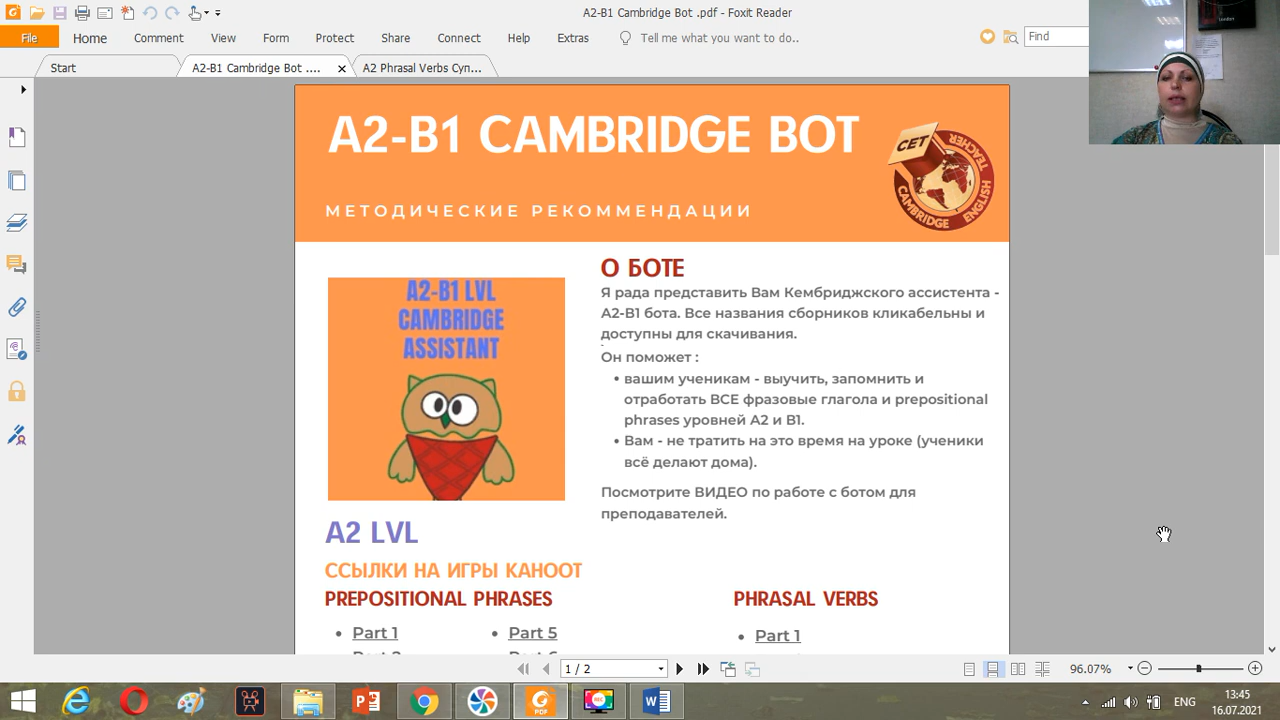 A2-B1 Cambridge Bot .pdf - Foxit Reader
File
Home
Comment
View
Form
Protect
Share
Connect
Help
Extras
Tell me what you want to do..
Find
Start
A2-B1 Cambridge Bot ....
A2 Phrasal Verbs Суп...
A2-B1 CAMBRIDGE BOT
CET
CAMBRIDGE ENGLISH TEACHER
МЕТОДИЧЕСКИЕ РЕКОММЕНДАЦИИ
A2-B1 LVL
CAMBRIDGE
ASSISTANT
О БОТЕ
Я рада представить Вам Кембриджского ассистента -
А2-В1 бота. Все названия сборников кликабельны и
доступны для скачивания.
Он поможет :
• вашим ученикам - выучить, запомнить и
отработать ВСЕ фразовые глагола и prepositional
phrases уровней А2 и В1.
• Вам - не тратить на это время на уроке (ученики
всё делают дома).
Посмотрите ВИДЕО по работе с ботом для
преподавателей.
A2 LVL
ССЫЛКИ НА ИГРЫ КАНООТ
PREPOSITIONAL PHRASES
PHRASAL VERBS
• Part 1
• Part 5
• Part 1
1 / 2
96.07%
ENG
13:45
16.07.2021